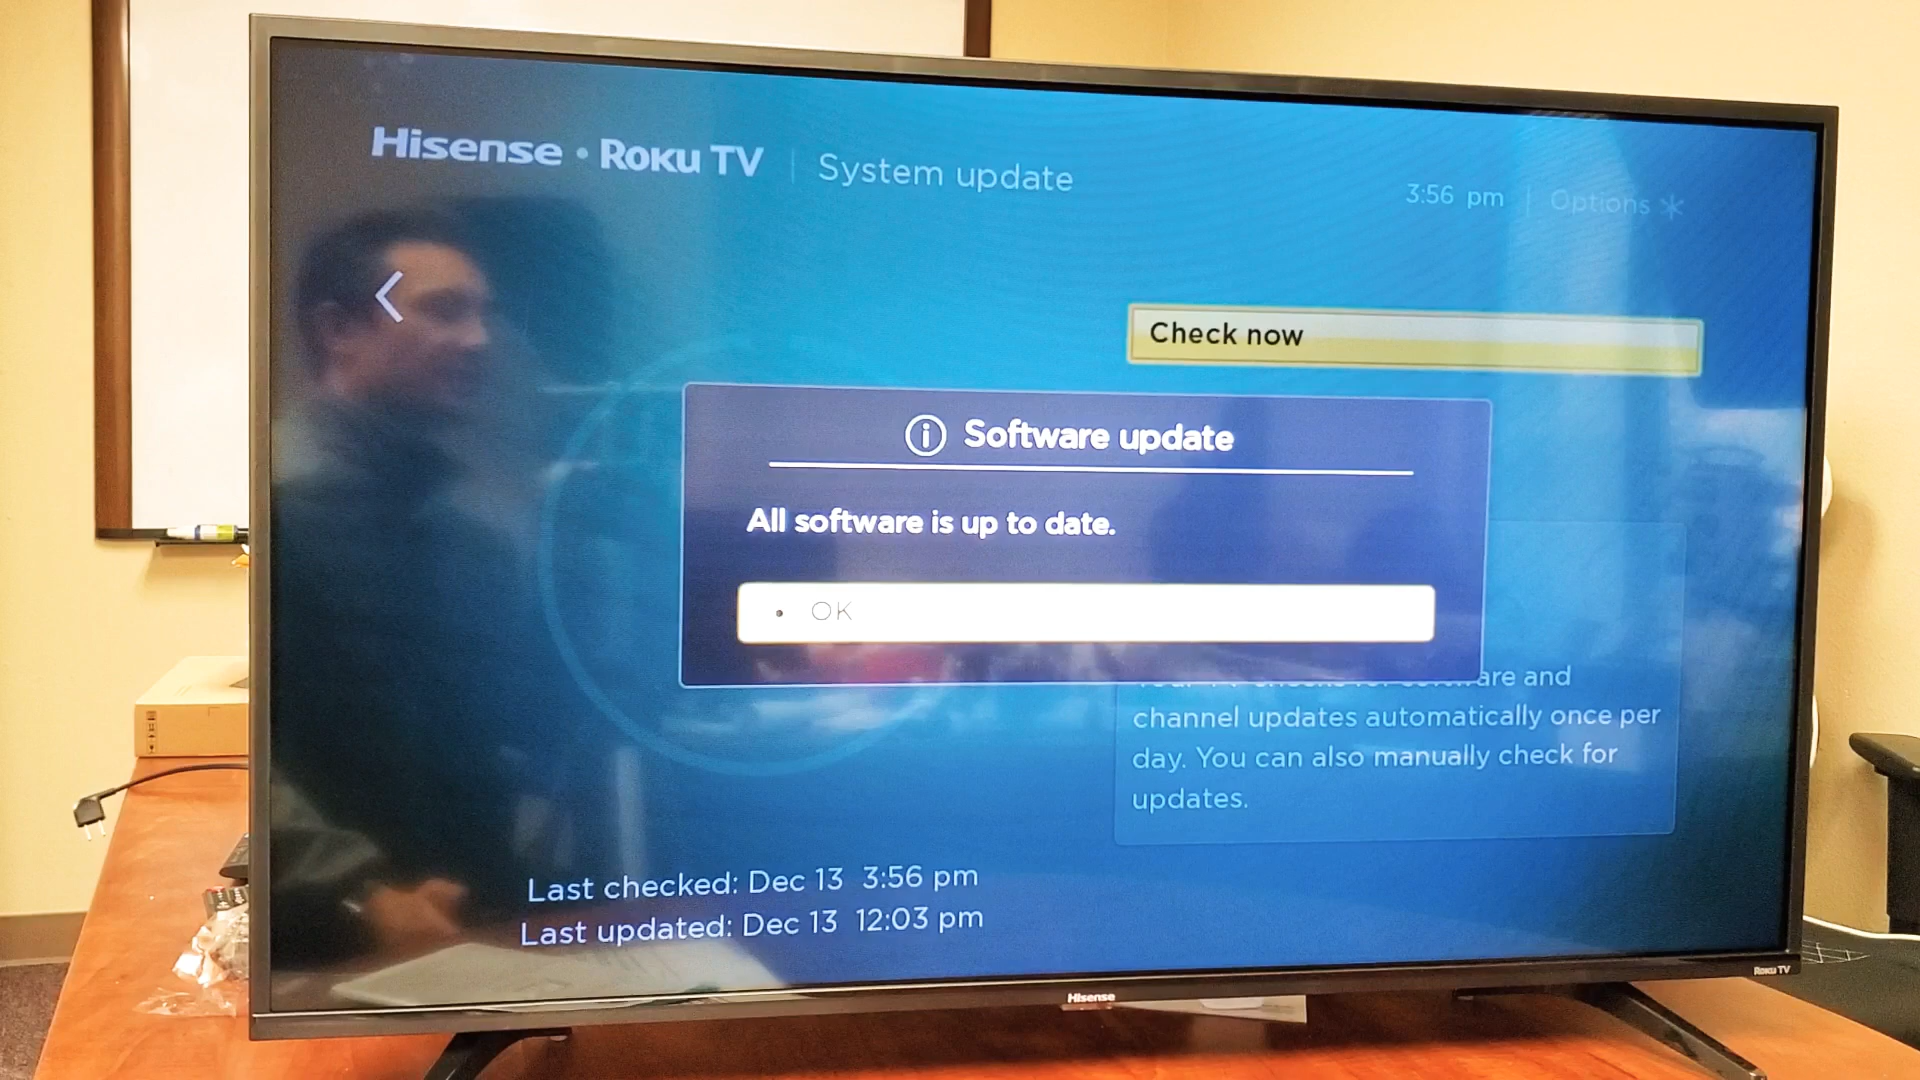 Hisense • Roku TV | System update
3:56 pm | Options
Check now
Software update
All software is up to date.
• OK
are and
channel updates automatically once per
day. You can also manually check for
updates.
Last checked: Dec 13 3:56 pm
Last updated: Dec 13 12:03 pm
Roku TV
Hisense